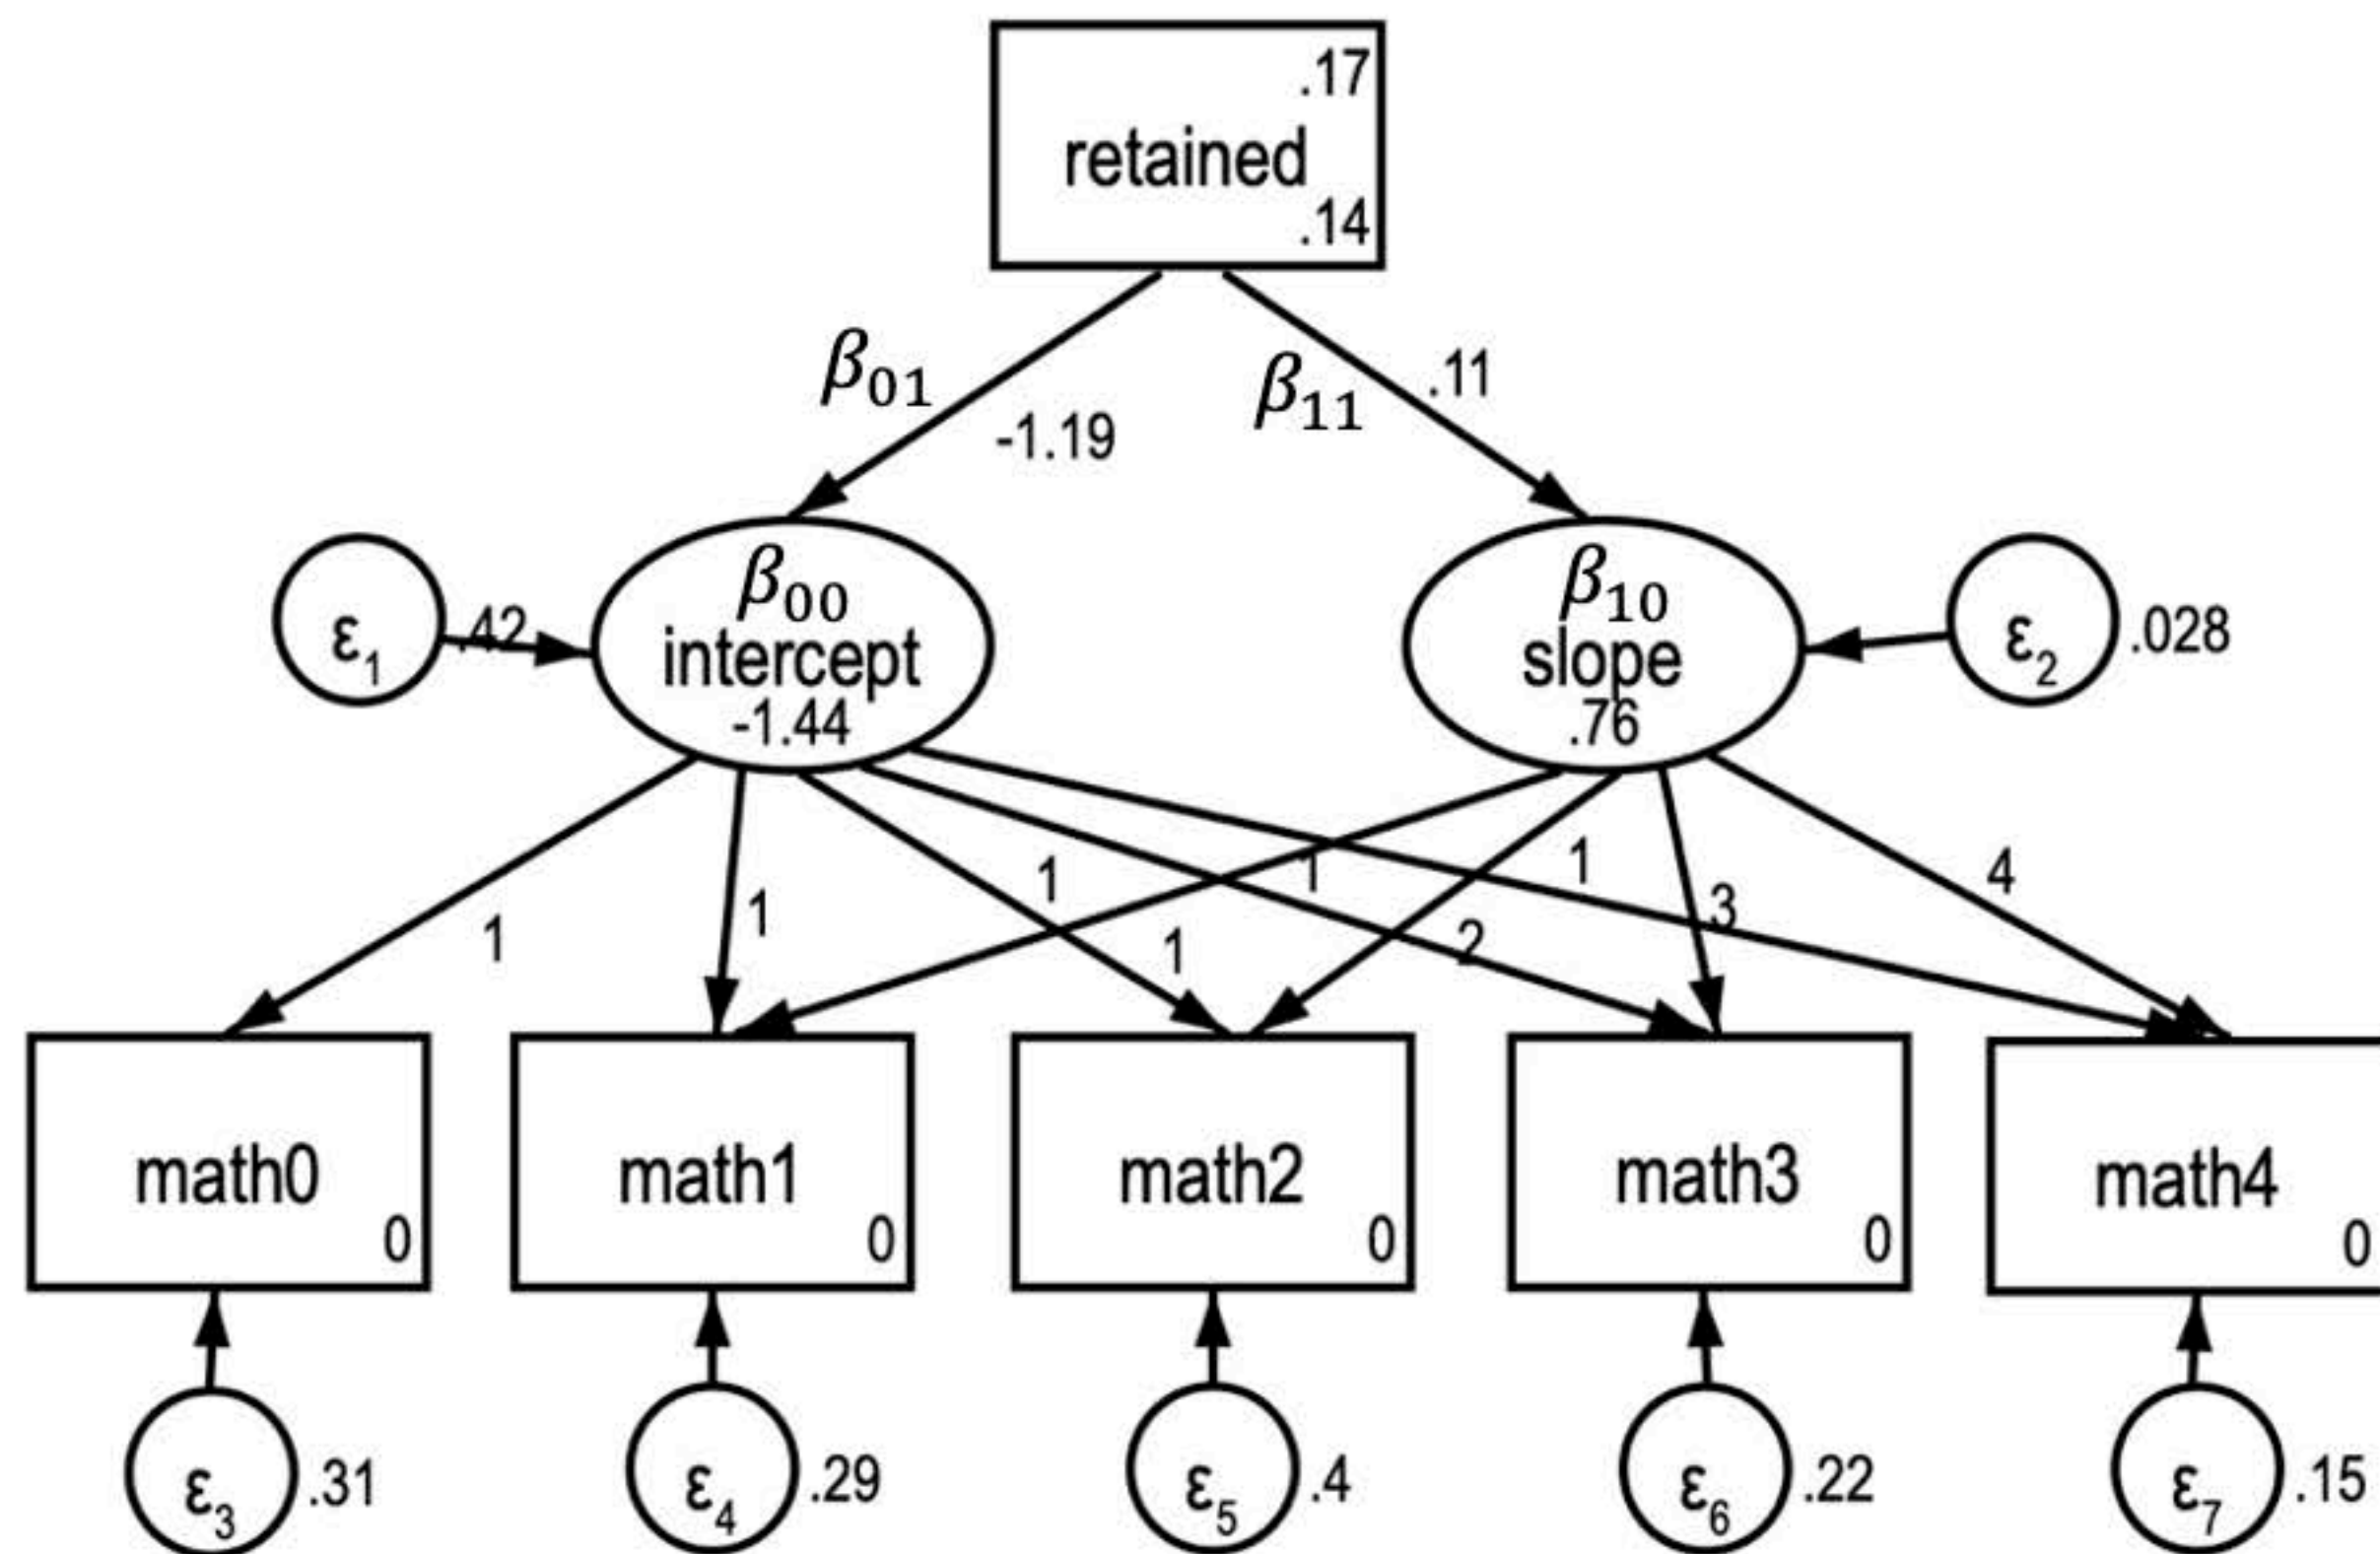 .17
retained
.14
β01
-1.19
β11
.11
ε1
.42
β00
intercept
-1.44
β10
slope
.76
ε2
.028
1
1
1
1
1
1
2
3
4
math0
0
math1
0
math2
0
math3
0
math4
0
ε3
.31
ε4
.29
ε5
.4
ε6
.22
ε7
.15